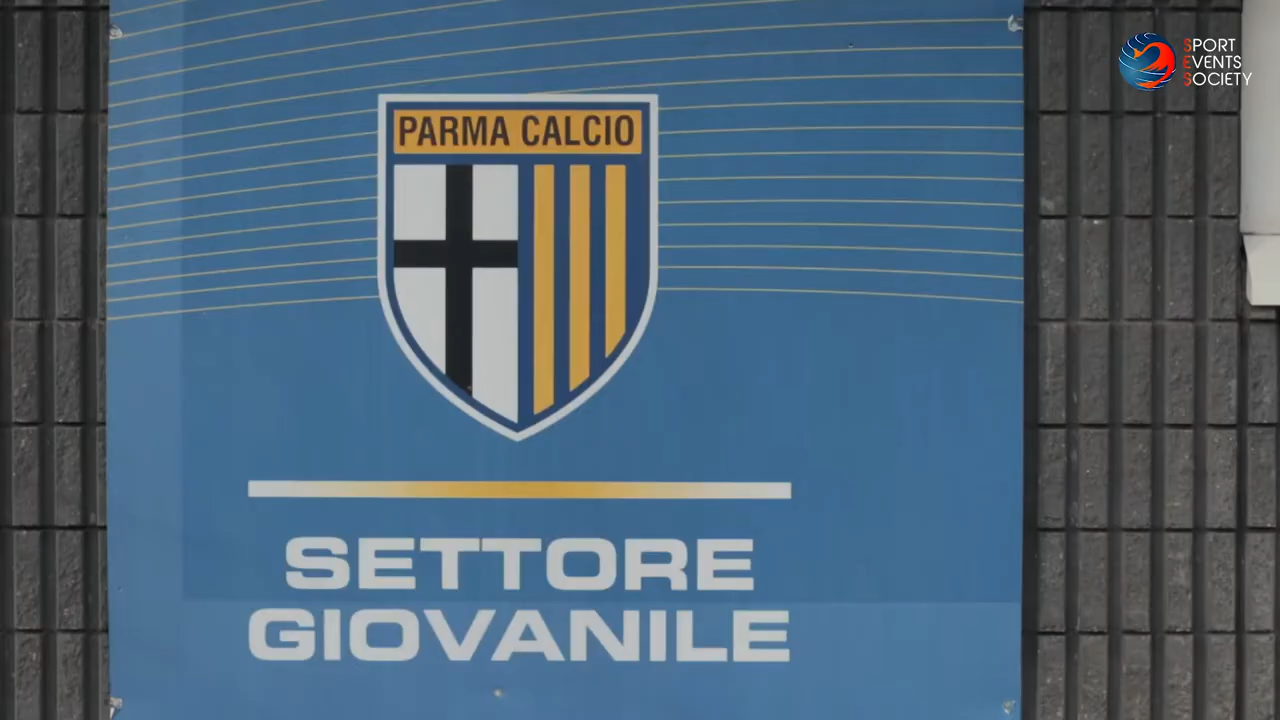 SPORT
EVENTS
SOCIETY
PARMA CALCIO
SETTORE
GIOVANILE